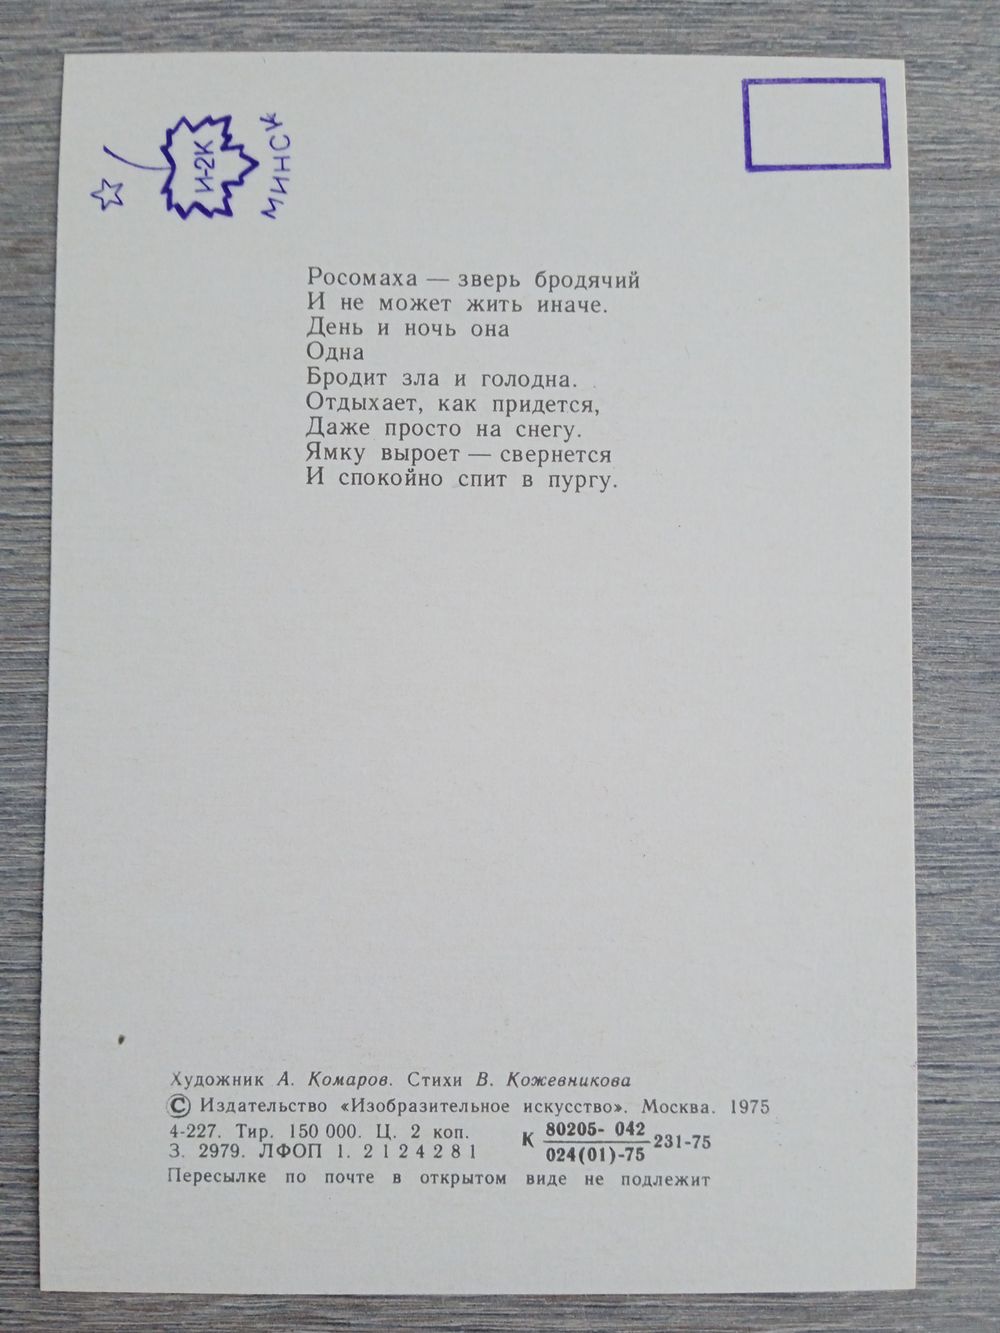 И-2К
МИНСК
Росомаха — зверь бродячий
И не может жить иначе.
День и ночь она
Одна
Бродит зла и голодна.
Отдыхает, как придется,
Даже просто на снегу.
Ямку выроет — свернется
И спокойно спит в пургу.
Художник А. Комаров. Стихи В. Кожевникова
© Издательство «Изобразительное искусство». Москва. 1975
4-227. Тир. 150 000. Ц. 2 коп.
З. 2979. ЛФОП 1. 2124281
К 80205- 042
024(01)-75 231-75
Пересылке по почте в открытом виде не подлежит